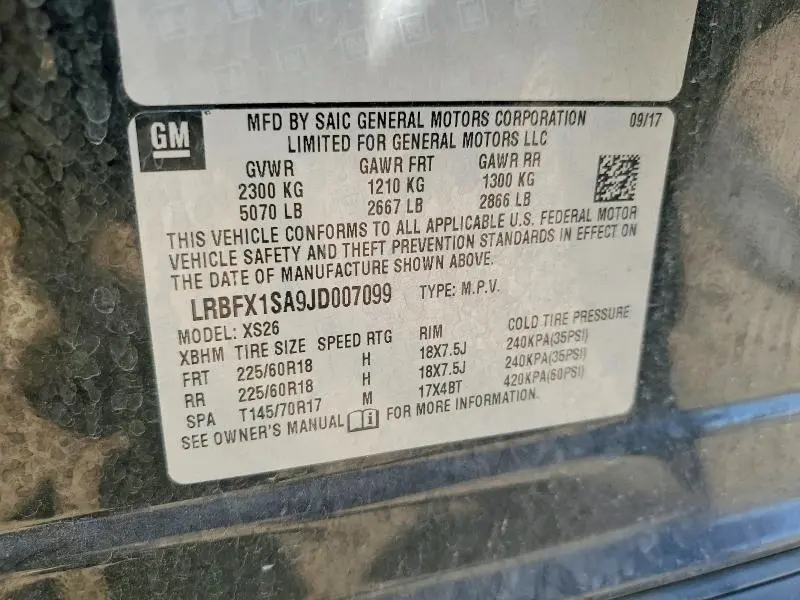 GM
MFD BY SAIC GENERAL MOTORS CORPORATION 09/17
LIMITED FOR GENERAL MOTORS LLC
GVWR GAWR FRT GAWR RR
2300 KG 1210 KG 1300 KG
5070 LB 2667 LB 2866 LB
THIS VEHICLE CONFORMS TO ALL APPLICABLE U.S. FEDERAL MOTOR
VEHICLE SAFETY AND THEFT PREVENTION STANDARDS IN EFFECT ON
THE DATE OF MANUFACTURE SHOWN ABOVE.
LRBFX1SA9JD007099 TYPE: M.P.V.
MODEL: XS26
XBHM TIRE SIZE SPEED RTG RIM COLD TIRE PRESSURE
FRT 225/60R18 H 18X7.5J 240KPA(35PSI)
RR 225/60R18 H 18X7.5J 240KPA(35PSI)
SPA T145/70R17 M 17X4BT 420KPA(60PSI)
SEE OWNER'S MANUAL i FOR MORE INFORMATION.